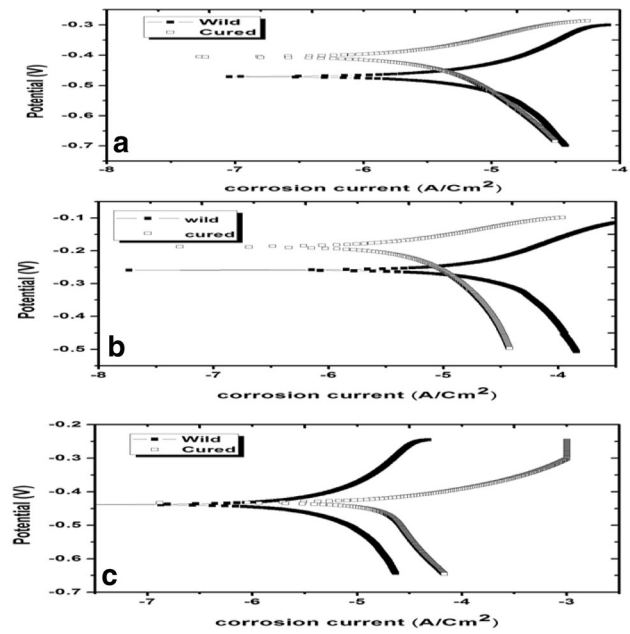 -0.3
-0.4
-0.5
-0.6
-0.7
Potential (V)
Wild
Cured
a
-7
-6
-5
-4
corrosion current (A/Cm²)
-0.1
-0.2
-0.3
-0.4
-0.5
Potential (V)
wild
cured
b
-8
-7
-6
-5
-4
corrosion current (A/Cm²)
-0.2
-0.3
-0.4
-0.5
-0.6
-0.7
Potential (V)
Wild
Cured
c
-7
-6
-5
-4
-3
corrosion current (A/Cm²)